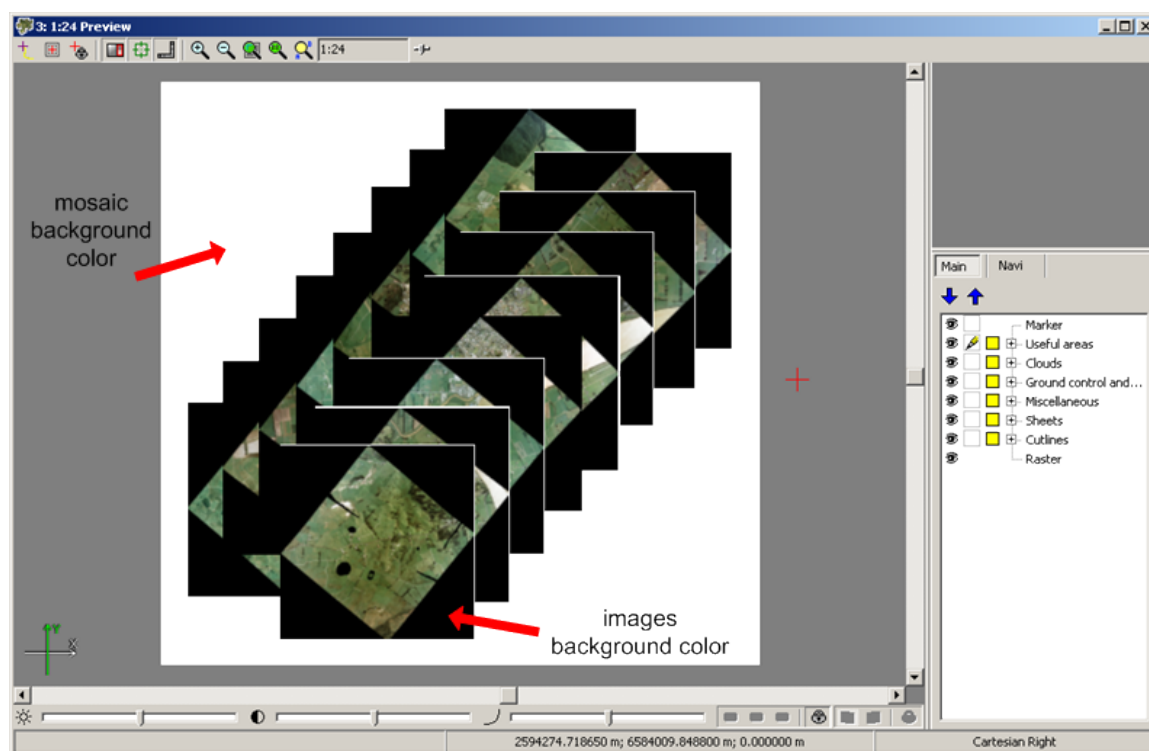 3: 1:24 Preview
1:24
mosaic
background
color
images
background color
Y
X
Main
Navi
Marker
Useful areas
Clouds
Ground control and...
Miscellaneous
Sheets
Cutlines
Raster
2594274.718650 m; 6584009.848800 m; 0.000000 m
Cartesian Right